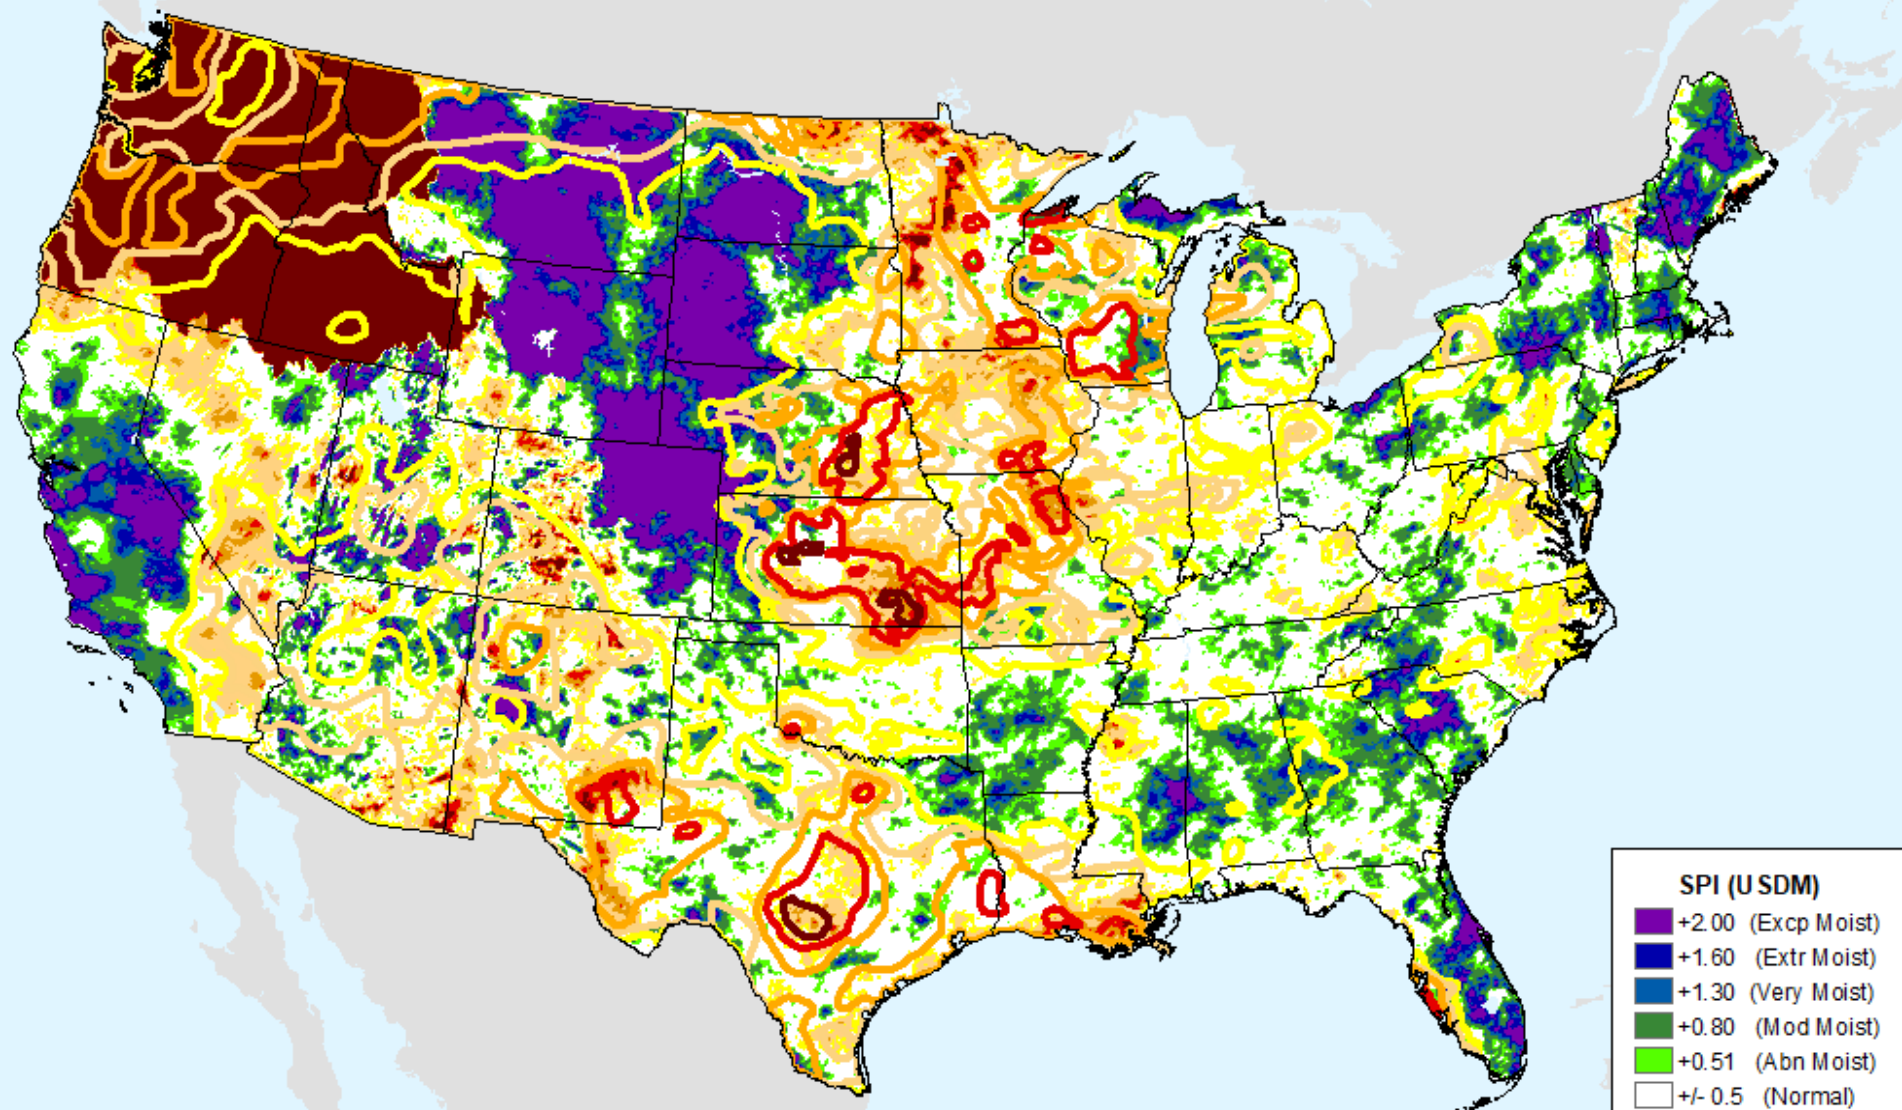 SPI (USDM)
+2.00 (Excp Moist)
+1.60 (Extr Moist)
+1.30 (Very Moist)
+0.80 (Mod Moist)
+0.51 (Abn Moist)
+/- 0.5 (Normal)